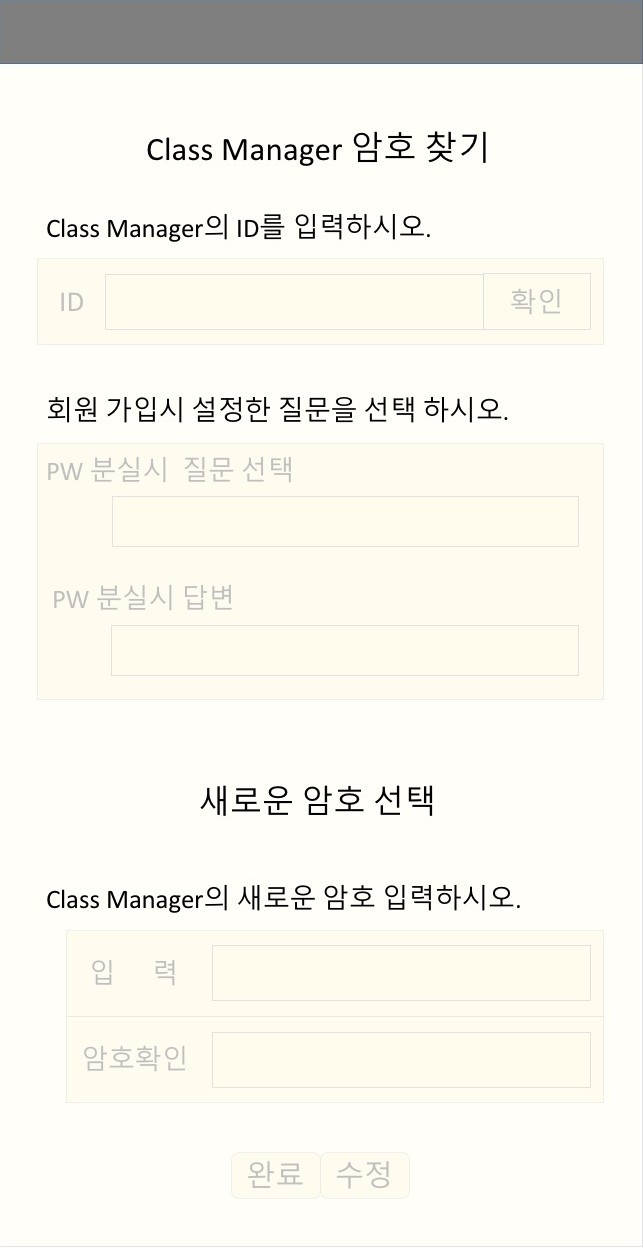 Class Manager 암호 찾기
Class Manager의 ID를 입력하시오.
ID 확인
회원 가입시 설정한 질문을 선택 하시오.
PW 분실시 질문 선택
PW 분실시 답변
새로운 암호 선택
Class Manager의 새로운 암호 입력하시오.
입 력
암호확인
완료 수정